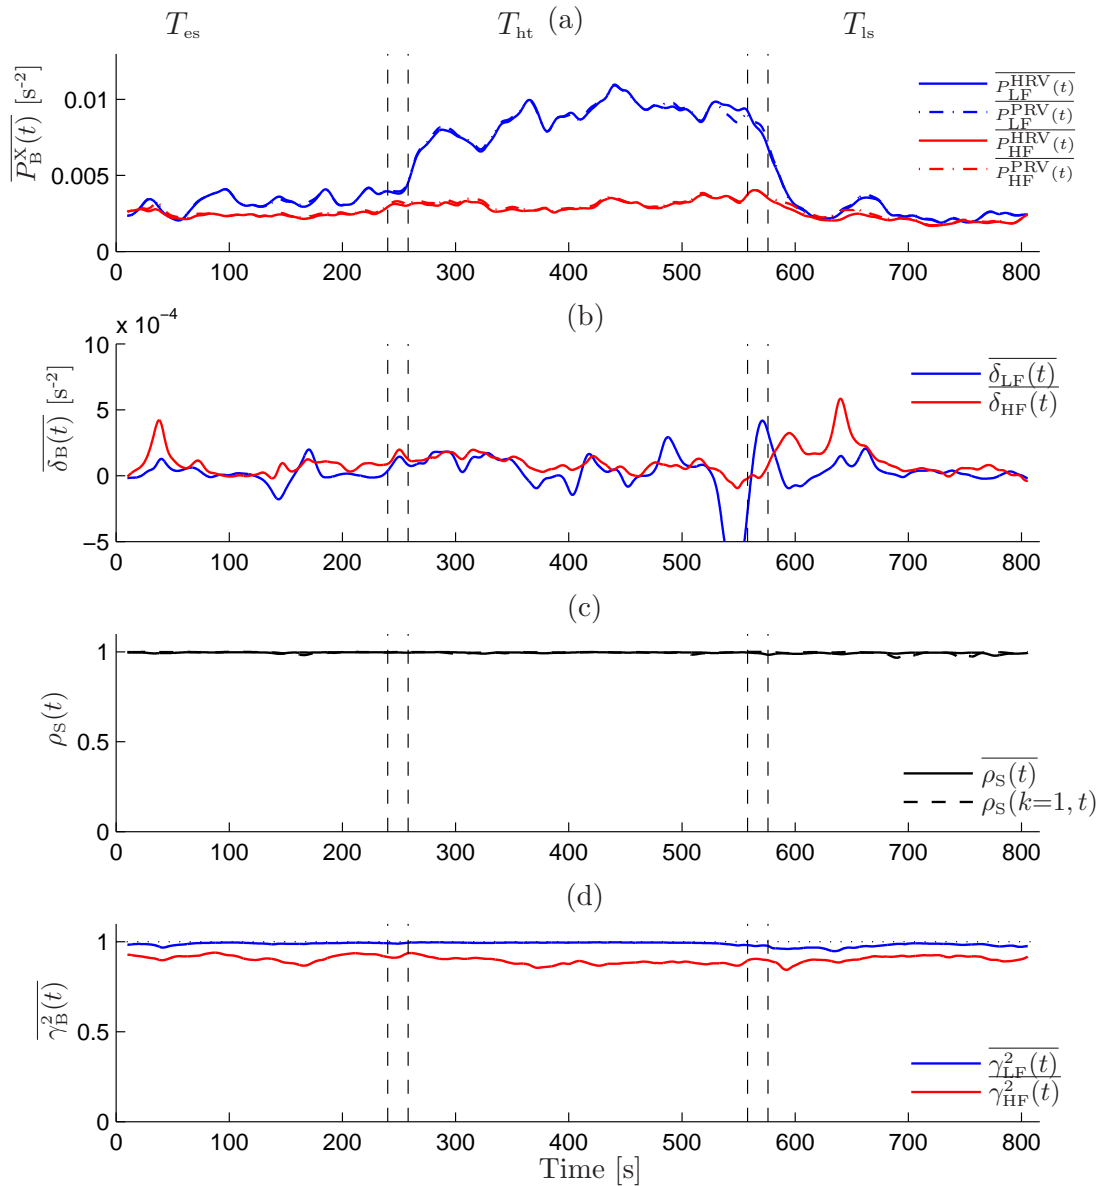 T_es T_ht (a) T_ls
P_B^X(t) [s^-2]
0.01
0.005
0
P_LF^HRV(t)
P_LF^PRV(t)
P_HF^HRV(t)
P_HF^PRV(t)
0 100 200 300 400 500 600 700 800
(b)
x 10^-4
δ_B(t) [s^-2]
10
5
0
−5
δ_LF(t)
δ_HF(t)
0 100 200 300 400 500 600 700 800
(c)
ρ_S(t)
1
0.5
0
ρ_S(t)
ρ_S(k=1, t)
0 100 200 300 400 500 600 700 800
(d)
γ_B^2(t)
1
0.5
0
γ_LF^2(t)
γ_HF^2(t)
0 100 200 300 400 500 600 700 800
Time [s]